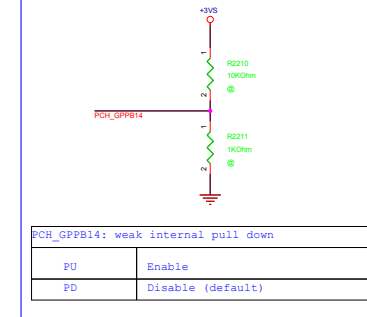 +3VS
1
R2210
10KOhm
2
@
PCH_GPPB14
1
R2211
1KOhm
2
@
PCH_GPPB14: weak internal pull down
PU Enable
PD Disable (default)